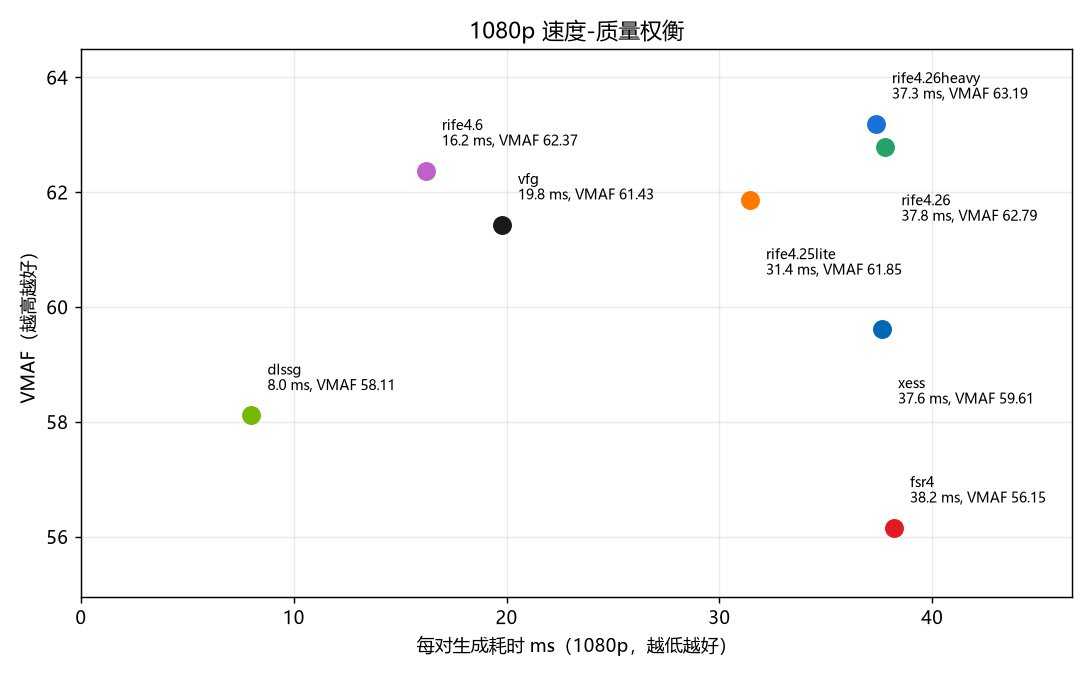 1080p 速度-质量权衡
VMAF（越高越好）
64
62
60
58
56
rife4.26heavy
37.3 ms, VMAF 63.19
rife4.6
16.2 ms, VMAF 62.37
vfg
19.8 ms, VMAF 61.43
rife4.26
37.8 ms, VMAF 62.79
rife4.25lite
31.4 ms, VMAF 61.85
dlssg
8.0 ms, VMAF 58.11
xess
37.6 ms, VMAF 59.61
fsr4
38.2 ms, VMAF 56.15
0
10
20
30
40
每对生成耗时 ms（1080p，越低越好）